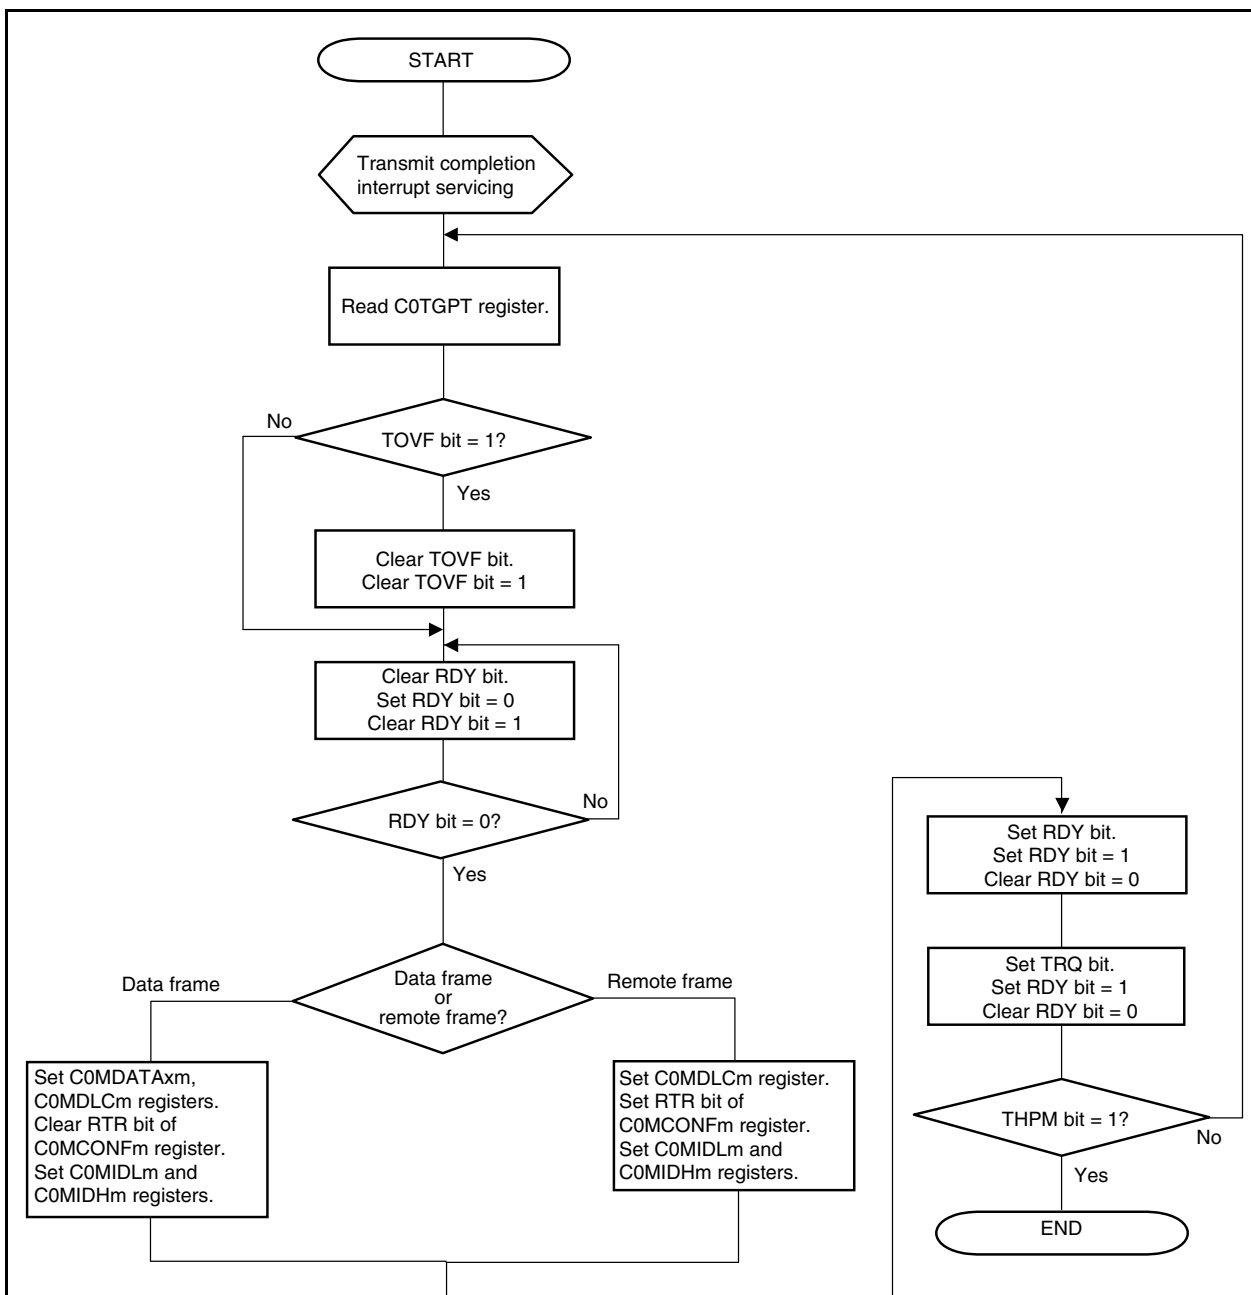 START
Transmit completion
interrupt servicing
Read C0TGPT register.
No
TOVF bit = 1?
Yes
Clear TOVF bit.
Clear TOVF bit = 1
Clear RDY bit.
Set RDY bit = 0
Clear RDY bit = 1
No
RDY bit = 0?
Yes
Data frame
Data frame
or
remote frame?
Remote frame
Set C0MDATAxm,
C0MDLCm registers.
Clear RTR bit of
C0MCONFm register.
Set C0MIDLm and
C0MIDHm registers.
Set C0MDLCm register.
Set RTR bit of
C0MCONFm register.
Set C0MIDLm and
C0MIDHm registers.
Set RDY bit.
Set RDY bit = 1
Clear RDY bit = 0
Set TRQ bit.
Set RDY bit = 1
Clear RDY bit = 0
THPM bit = 1?
No
Yes
END